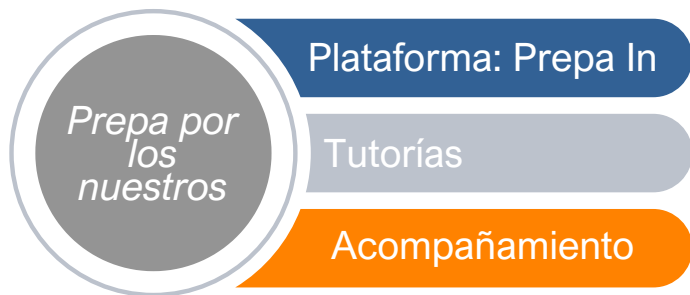 Prepa por
los
nuestros
Plataforma: Prepa In
Tutorías
Acompañamiento